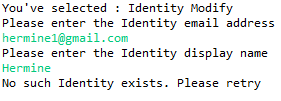 You've selected : Identity Modify
Please enter the Identity email address
hermine1@gmail.com
Please enter the Identity display name
Hermine
No such Identity exists. Please retry